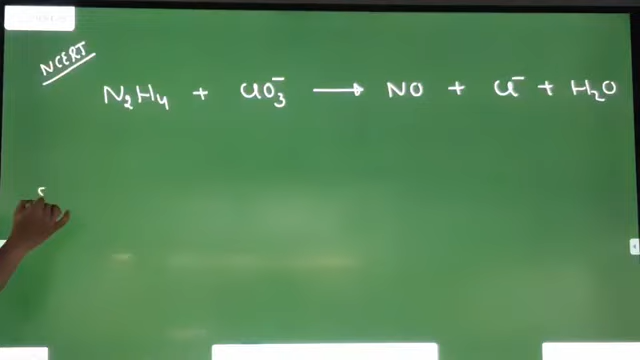 NCERT
N₂H₄ + ClO₃⁻ ⟶ NO + Cl⁻ + H₂O